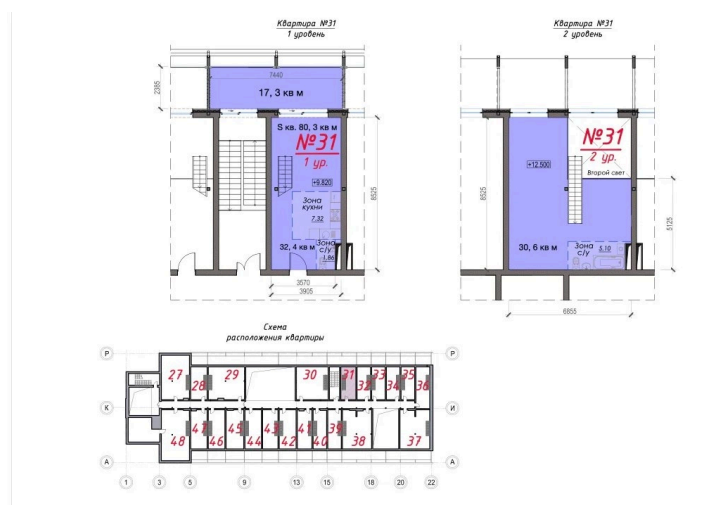 Квартира №31
1 уровень
Квартира №31
2 уровень
7440
2385
17, 3 кв м
S кв. 80, 3 кв м
№31
1 ур.
+9.820
Зона
кухни
7.32
32, 4 кв м
Зона
с/у
1.86
8525
3570
3905
№31
2 ур.
+12.500
Второй свет
8525
5125
30, 6 кв м
Зона
с/у
5.10
6855
Схема
расположения квартиры
Р
Р
27
28
29
30
31
32
33
34
35
36
К
И
48
47
46
45
44
43
42
41
40
39
38
37
А
А
1
3
5
9
13
15
18
20
22